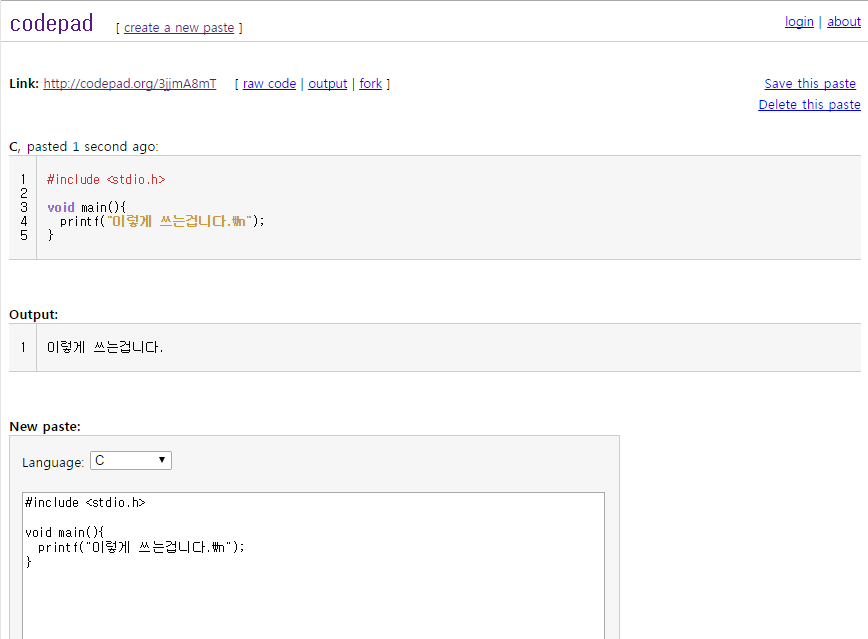 codepad [ create a new paste ] login | about
Link: http://codepad.org/3jjmA8mT [ raw code | output | fork ] Save this paste
Delete this paste
C, pasted 1 second ago:
1 #include <stdio.h>
2
3 void main(){
4 printf("이렇게 쓰는겁니다.₩n");
5 }
Output:
1 이렇게 쓰는겁니다.
New paste:
Language: C
#include <stdio.h>
void main(){
printf("이렇게 쓰는겁니다.₩n");
}